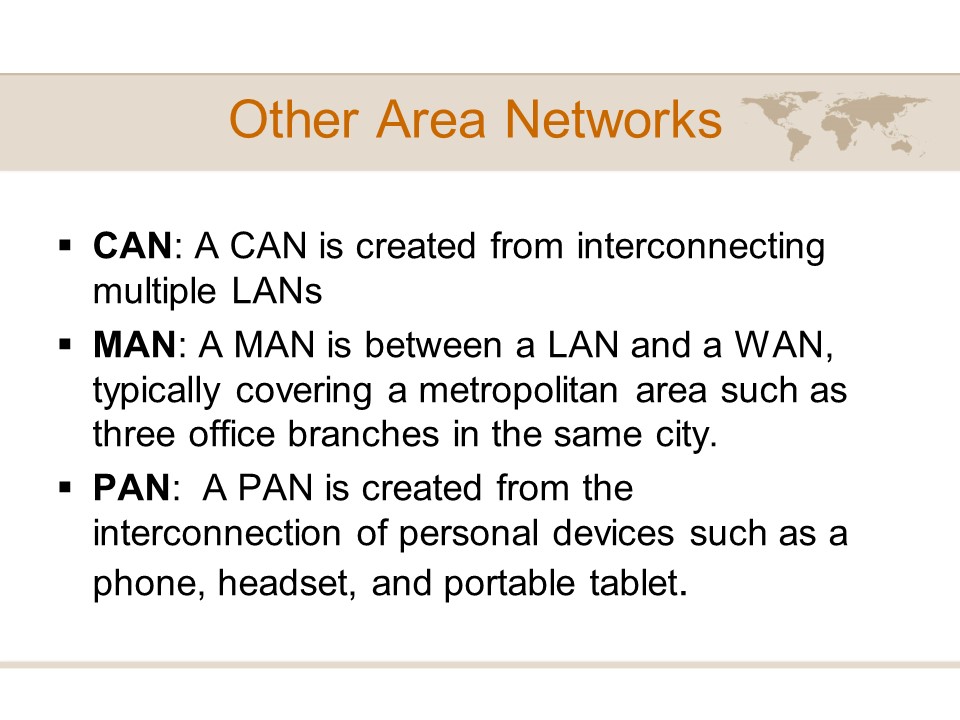 Other Area Networks
▪ CAN: A CAN is created from interconnecting
multiple LANs
▪ MAN: A MAN is between a LAN and a WAN,
typically covering a metropolitan area such as
three office branches in the same city.
▪ PAN:  A PAN is created from the
interconnection of personal devices such as a
phone, headset, and portable tablet.